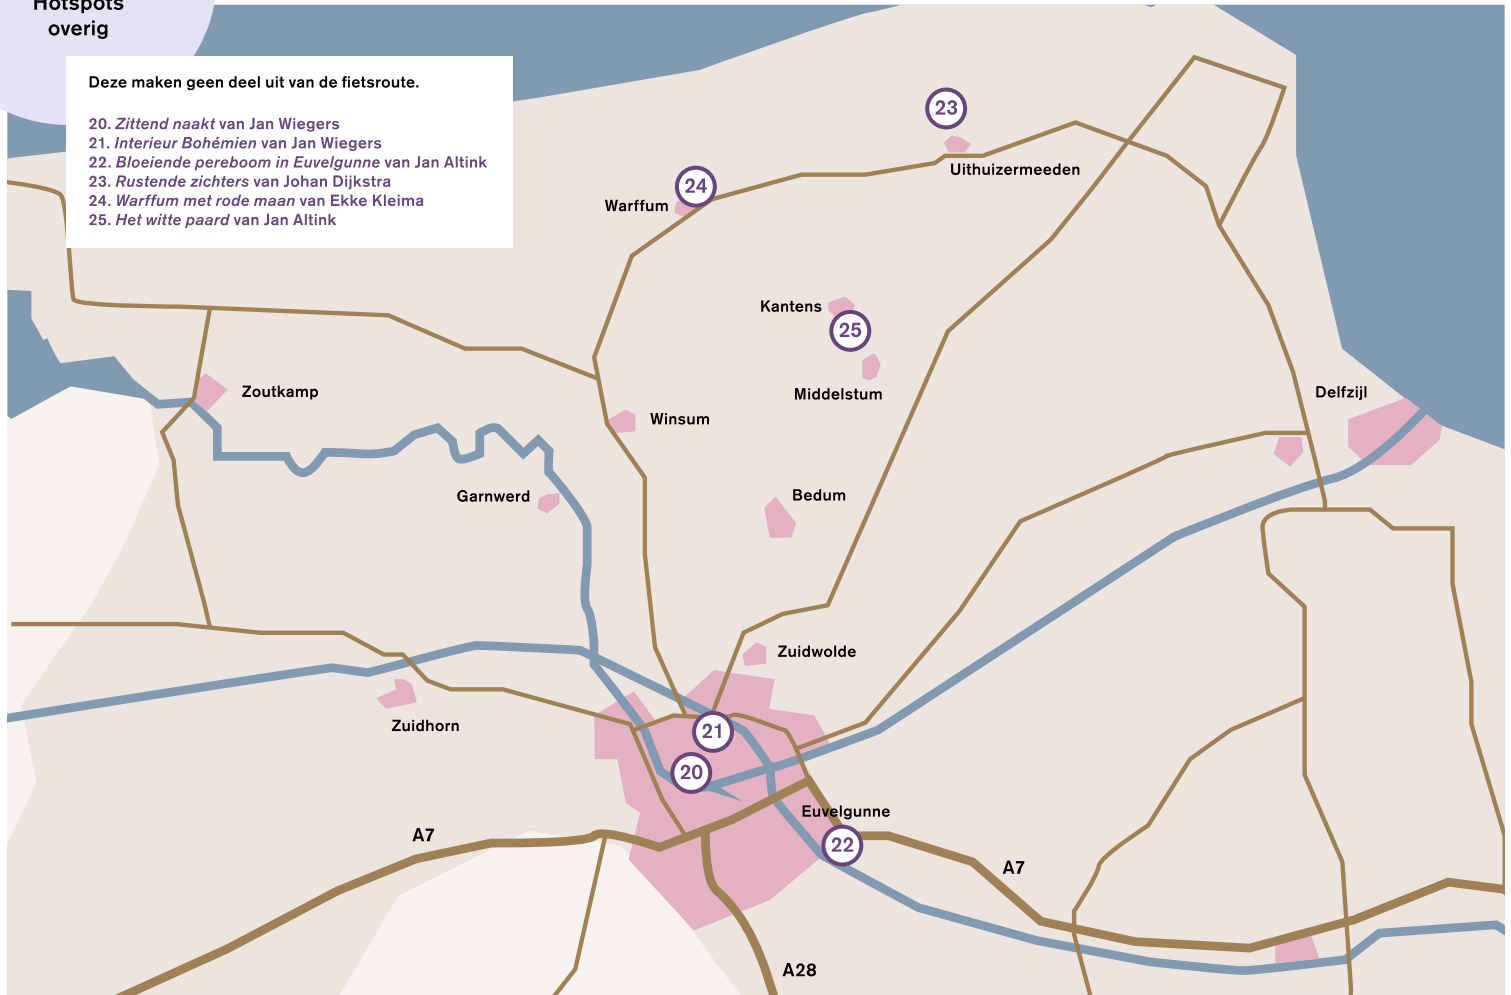 Hotspots
overig
Deze maken geen deel uit van de fietsroute.
20. Zittend naakt van Jan Wiegers
21. Interieur Bohémien van Jan Wiegers
22. Bloeiende pereboom in Euvelgunne van Jan Altink
23. Rustende zichters van Johan Dijkstra
24. Warffum met rode maan van Ekke Kleima
25. Het witte paard van Jan Altink
23
Uithuizermeeden
24
Warffum
Kantens
25
Middelstum
Delfzijl
Zoutkamp
Winsum
Garnwerd
Bedum
Zuidwolde
Zuidhorn
21
20
Euvelgunne
22
A7
A7
A28